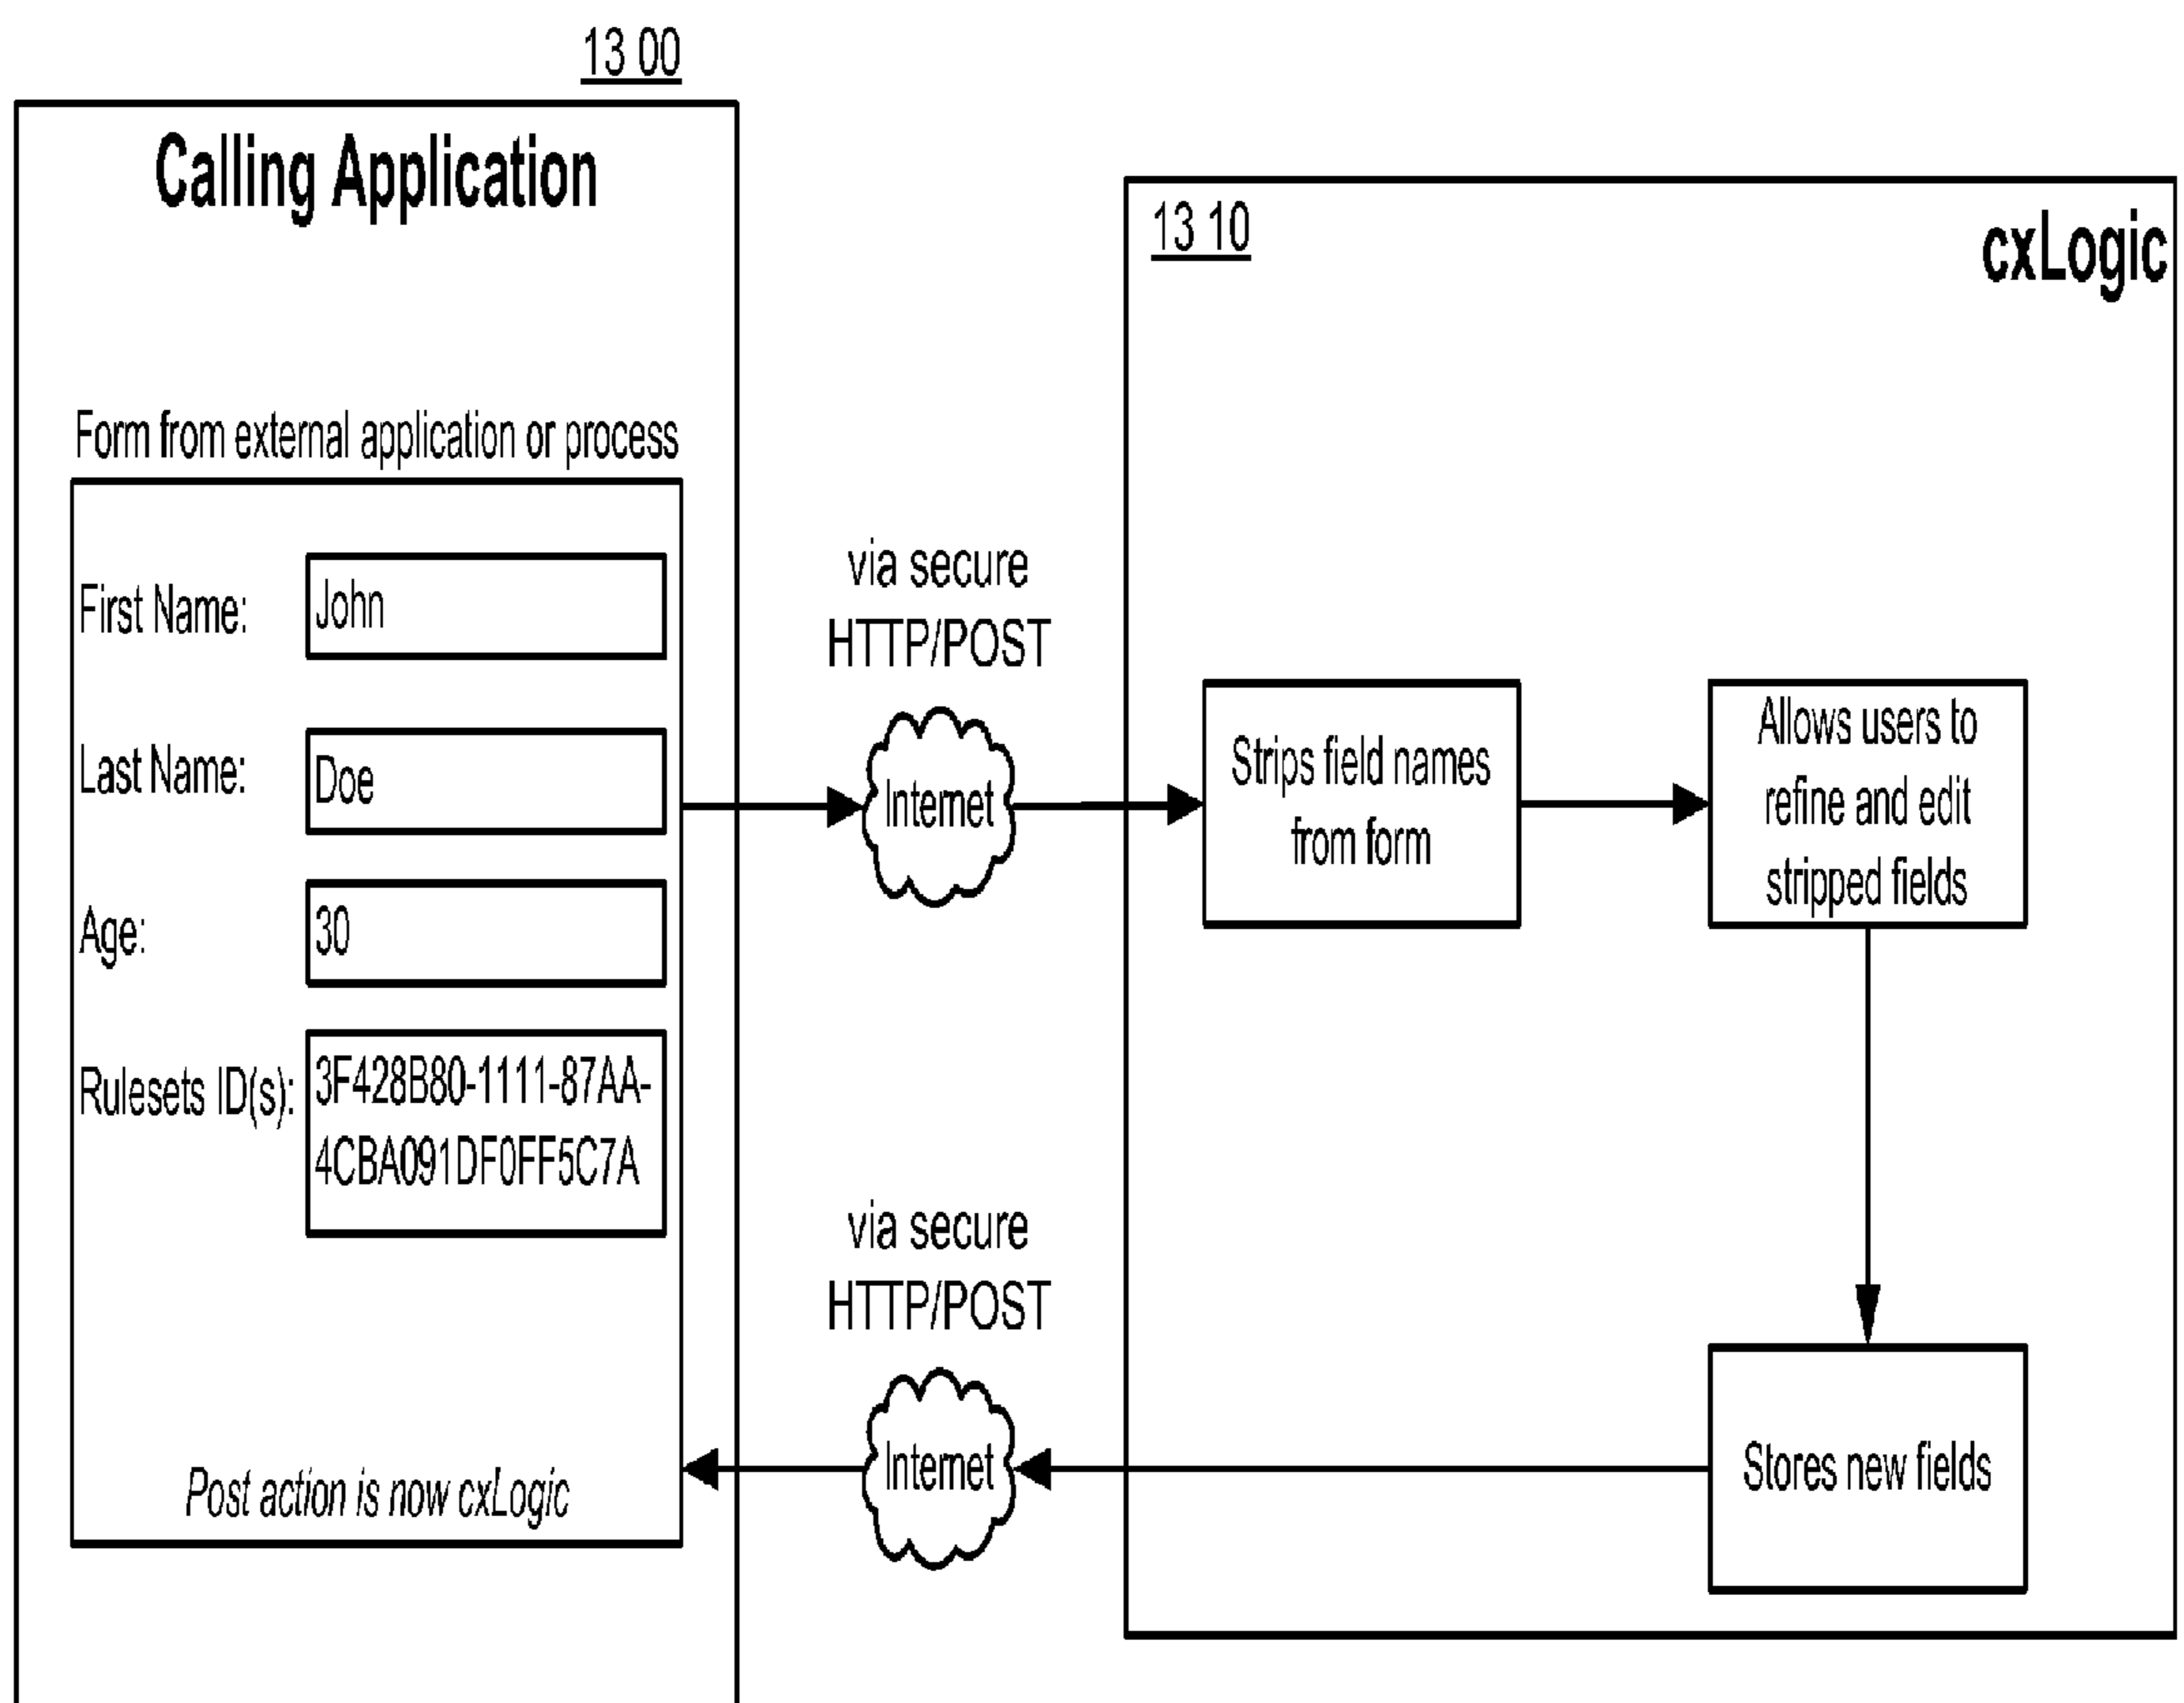 13 00
Calling Application
Form from external application or process
First Name:
John
Last Name:
Doe
Age:
30
Rulesets ID(s):
3F428B80-1111-87AA-
4CBA091DF0FF5C7A
Post action is now cxLogic
via secure
HTTP/POST
Internet
via secure
HTTP/POST
Internet
13 10
cxLogic
Strips field names
from form
Allows users to
refine and edit
stripped fields
Stores new fields